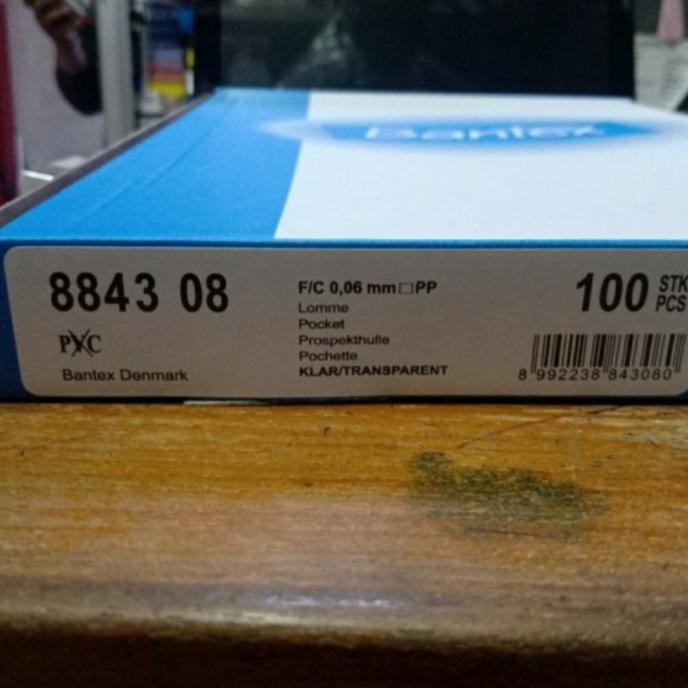 Bantex
8843 08
PVC
Bantex Denmark
F/C 0,06 mm□PP
Lomme
Pocket
Prospekthulle
Pochette
KLAR/TRANSPARENT
100 STK
PCS
8 992238 843080